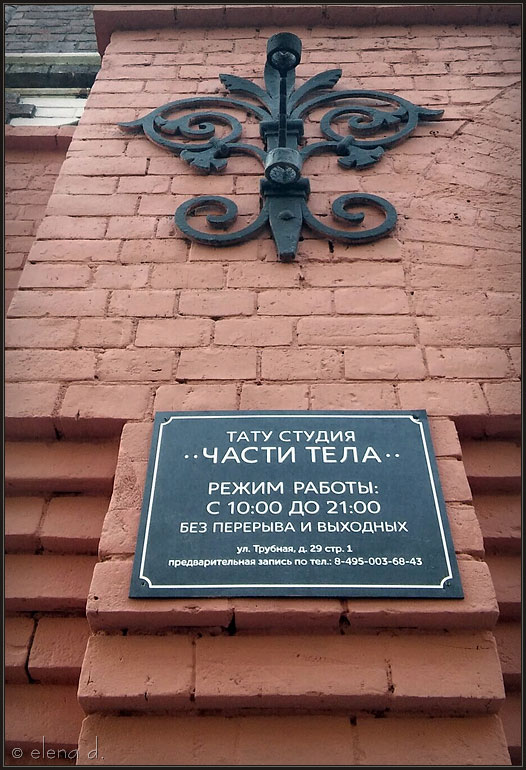 ТАТУ СТУДИЯ
··ЧАСТИ ТЕЛА··
РЕЖИМ РАБОТЫ:
С 10:00 ДО 21:00
БЕЗ ПЕРЕРЫВА И ВЫХОДНЫХ
ул. Трубная, д. 29 стр. 1
предварительная запись по тел.: 8-495-003-68-43
© elena d.